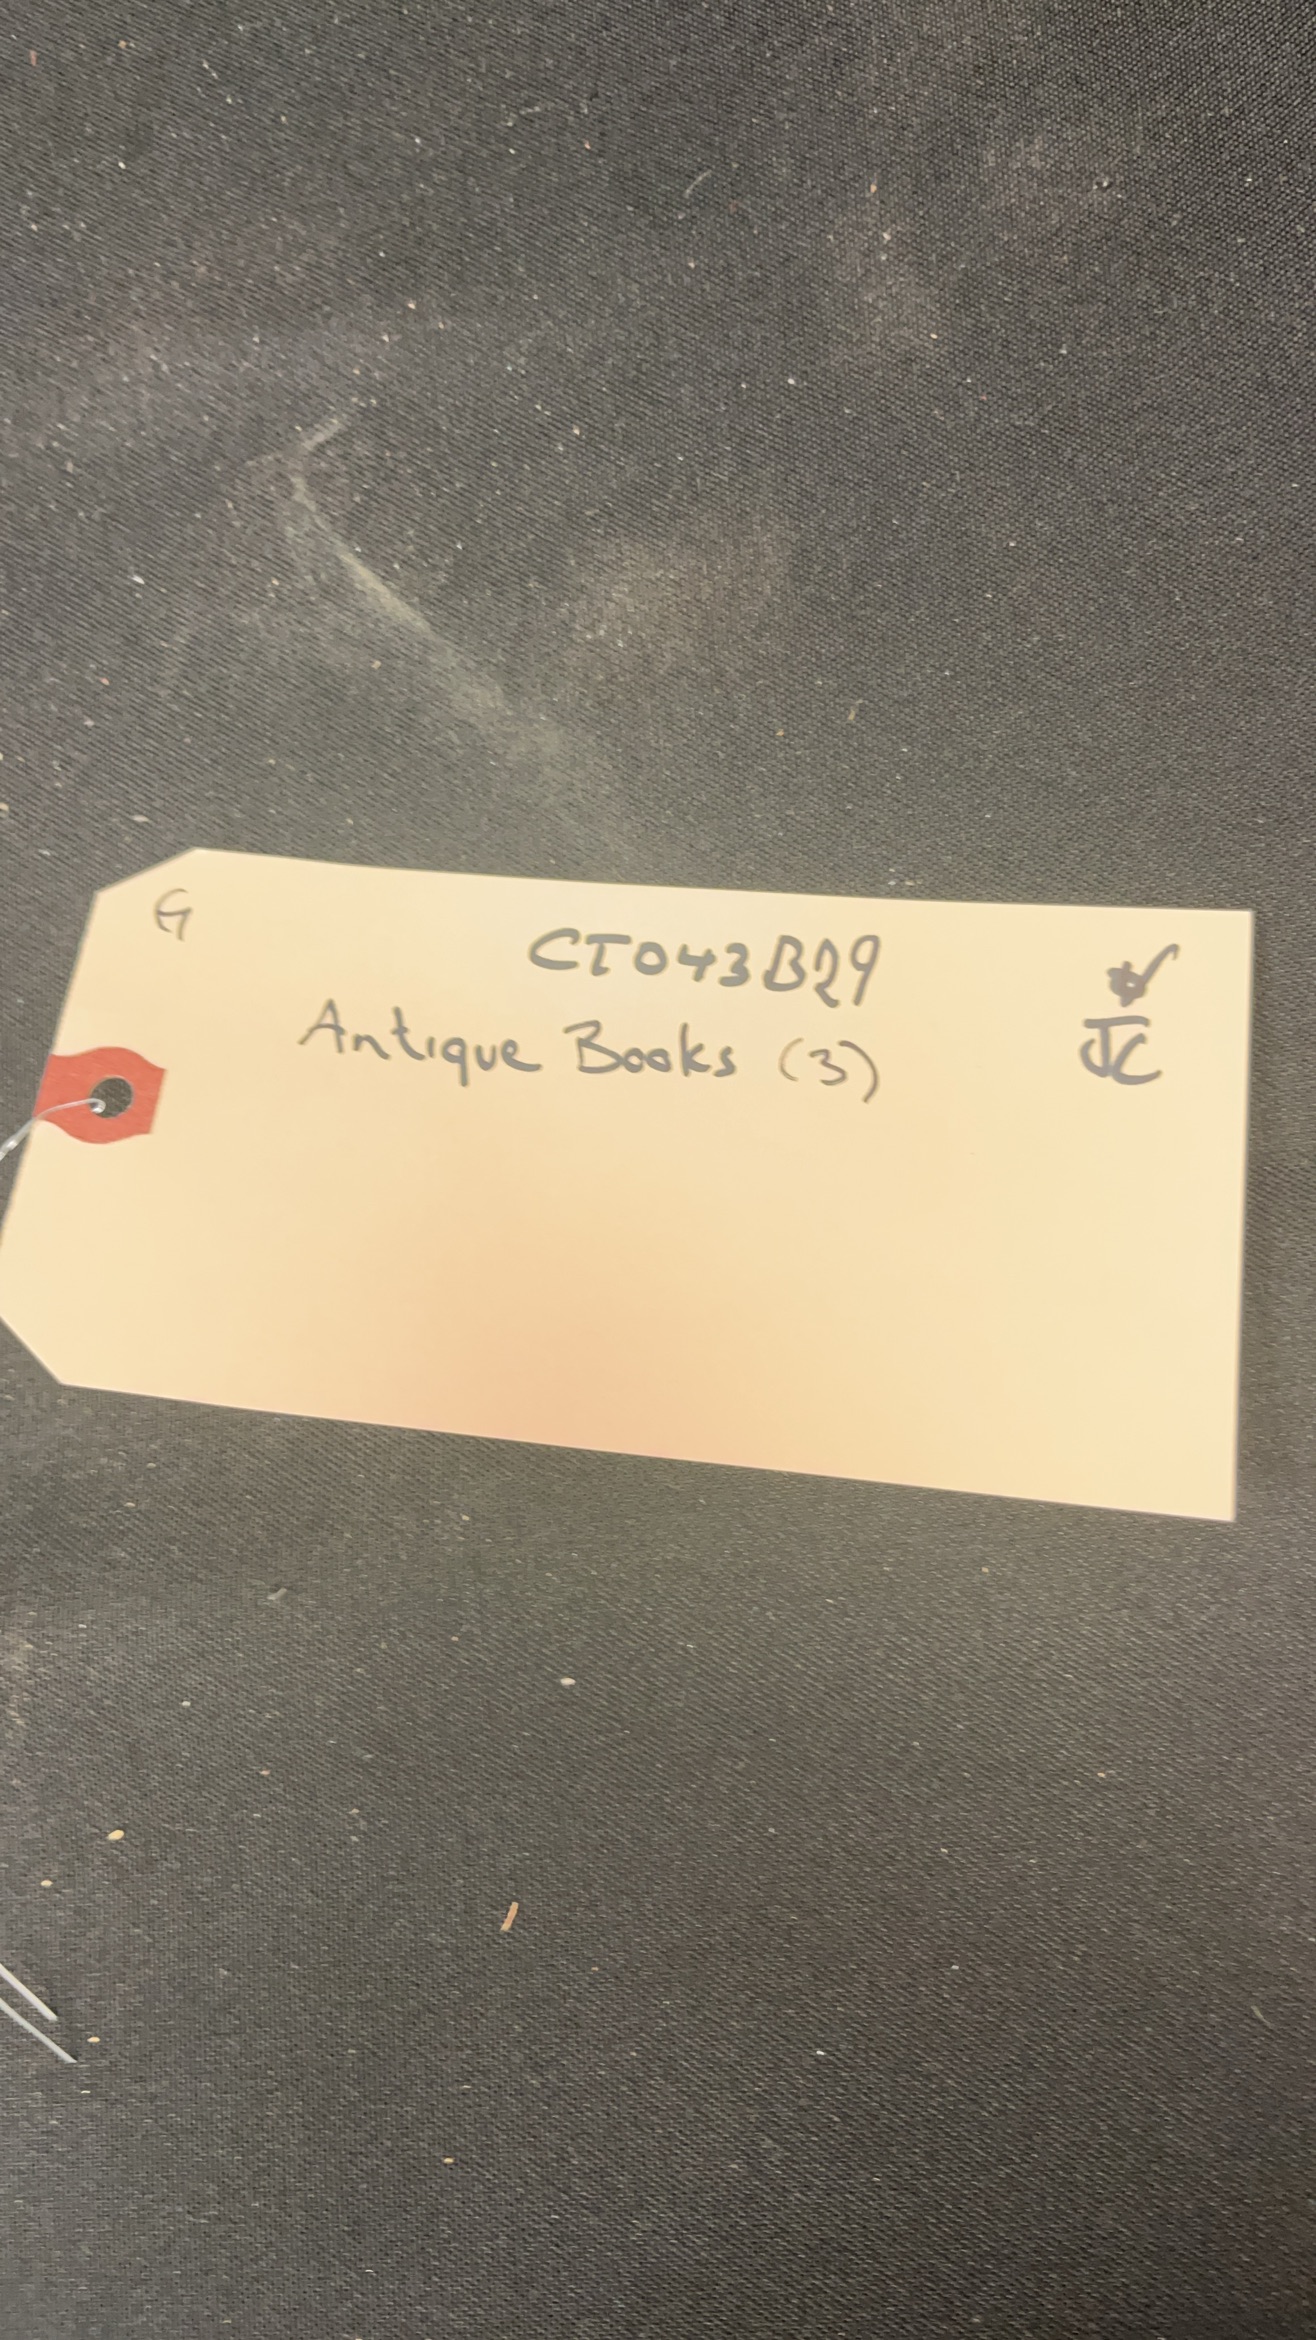 G
CT043B29
Antique Books (3)
JC